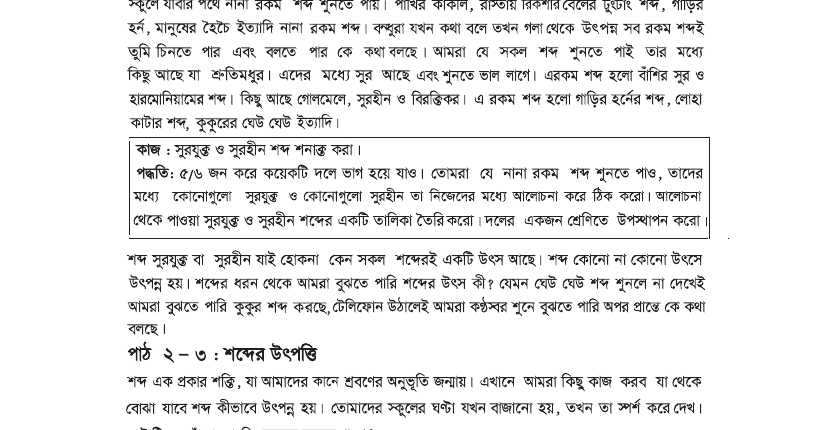 স্কুলে যাবার পথে নানা রকম শব্দ শুনতে পায়। পাখির কাকলি, রাস্তায় রিকশার বেলের টুংটাং শব্দ, গাড়ির
হর্ন, মানুষের হৈচৈ ইত্যাদি নানা রকম শব্দ। বন্ধুরা যখন কথা বলে তখন গলা থেকে উৎপন্ন সব রকম শব্দই
তুমি চিনতে পার এবং বলতে পার কে কথা বলছে। আমরা যে সকল শব্দ শুনতে পাই তার মধ্যে
কিছু আছে যা শ্রুতিমধুর। এদের মধ্যে সুর আছে এবং শুনতে ভাল লাগে। এরকম শব্দ হলো বাঁশির সুর ও
হারমোনিয়ামের শব্দ। কিছু আছে গোলমেলে, সুরহীন ও বিরক্তিকর। এ রকম শব্দ হলো গাড়ির হর্নের শব্দ, লোহা
কাটার শব্দ, কুকুরের ঘেউ ঘেউ ইত্যাদি।
কাজ : সুরযুক্ত ও সুরহীন শব্দ শনাক্ত করা।
পদ্ধতি: ৫/৬ জন করে কয়েকটি দলে ভাগ হয়ে যাও। তোমরা যে নানা রকম শব্দ শুনতে পাও, তাদের
মধ্যে কোনোগুলো সুরযুক্ত ও কোনোগুলো সুরহীন তা নিজেদের মধ্যে আলোচনা করে ঠিক করো। আলোচনা
থেকে পাওয়া সুরযুক্ত ও সুরহীন শব্দের একটি তালিকা তৈরি করো। দলের একজন শ্রেণিতে উপস্থাপন করো।
শব্দ সুরযুক্ত বা সুরহীন যাই হোকনা কেন সকল শব্দেরই একটি উৎস আছে। শব্দ কোনো না কোনো উৎসে
উৎপন্ন হয়। শব্দের ধরন থেকে আমরা বুঝতে পারি শব্দের উৎস কী? যেমন ঘেউ ঘেউ শব্দ শুনলে না দেখেই
আমরা বুঝতে পারি কুকুর শব্দ করছে,টেলিফোন উঠালেই আমরা কণ্ঠস্বর শুনে বুঝতে পারি অপর প্রান্তে কে কথা
বলছে।
পাঠ ২ – ৩ : শব্দের উৎপত্তি
শব্দ এক প্রকার শক্তি, যা আমাদের কানে শ্রবণের অনুভূতি জন্মায়। এখানে আমরা কিছু কাজ করব যা থেকে
বোঝা যাবে শব্দ কীভাবে উৎপন্ন হয়। তোমাদের স্কুলের ঘণ্টা যখন বাজানো হয়, তখন তা স্পর্শ করে দেখ।